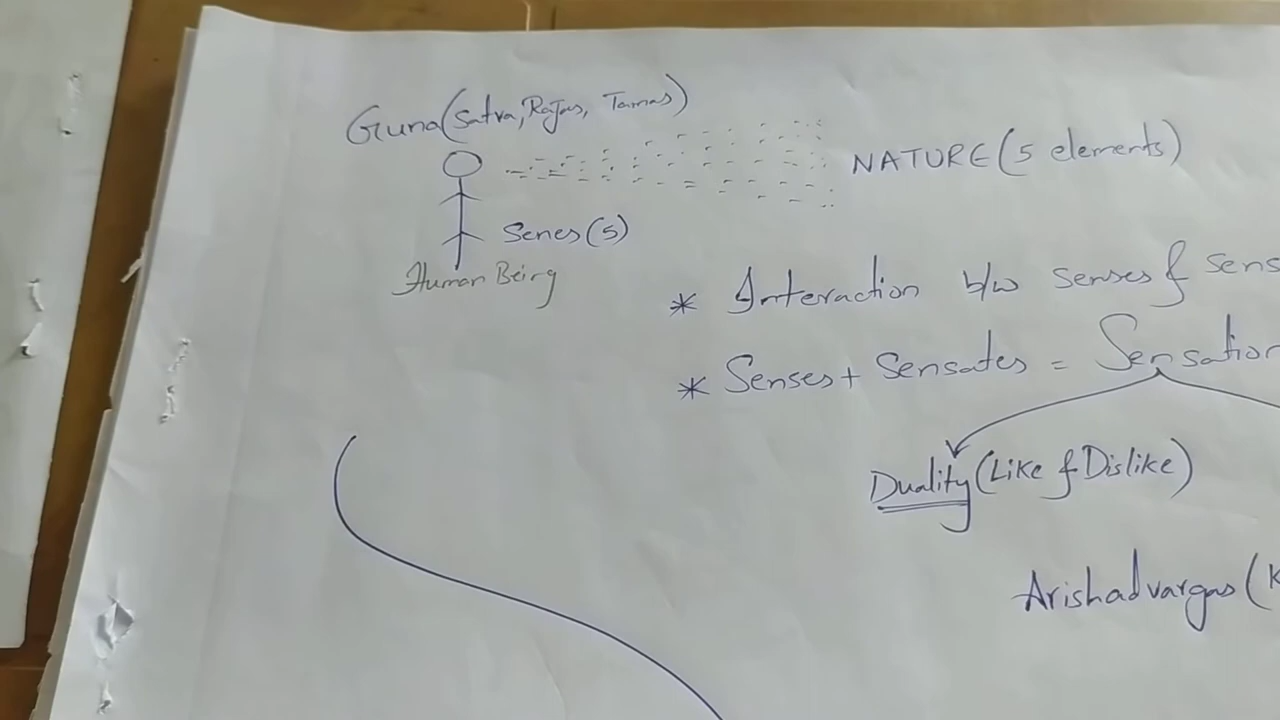 Guna (Satva, Rajas, Tamas)
NATURE (5 elements)
Senes (5)
Human Being
* Interaction b/w senses & sens
* Senses + Sensates = Sensation
Duality (Like & Dislike)
Arishadvargas (K